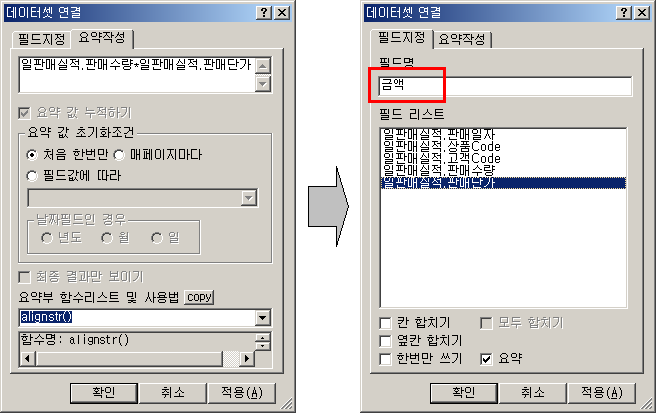 데이터셋 연결
필드지정 요약작성
일판매실적.판매수량*일판매실적.판매단가
요약 값 누적하기
요약 값 초기화조건
처음 한번만 매페이지마다
필드값에 따라
날짜필드인 경우
년도 월 일
최종 결과만 보이기
요약부 함수리스트 및 사용법 copy
alignstr()
함수명: alignstr()
확인 취소 적용(A)
데이터셋 연결
필드지정 요약작성
필드명
금액
필드 리스트
일판매실적.판매일자
일판매실적.상품Code
일판매실적.고객Code
일판매실적.판매수량
일판매실적.판매단가
칸 합치기 모두 합치기
옆칸 합치기
한번만 쓰기 요약
확인 취소 적용(A)